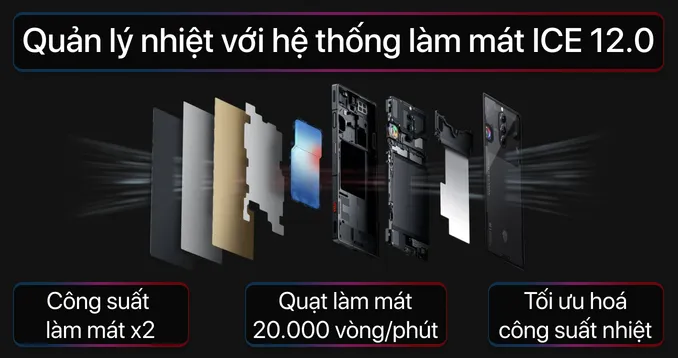 Quản lý nhiệt với hệ thống làm mát ICE 12.0
Công suất
làm mát x2
Quạt làm mát
20.000 vòng/phút
Tối ưu hoá
công suất nhiệt